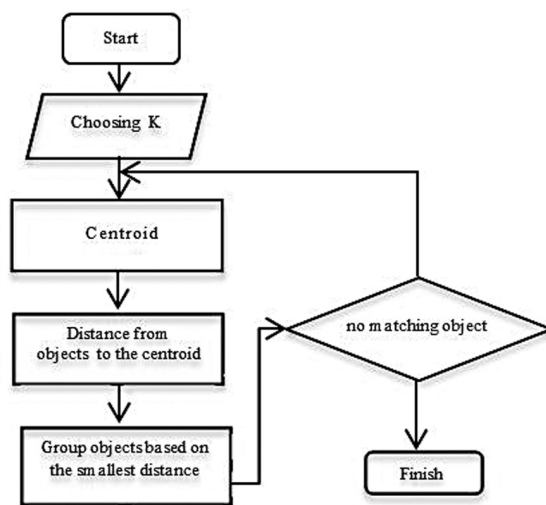 Start
Choosing K
Centroid
Distance from
objects to the centroid
Group objects based on
the smallest distance
no matching object
Finish